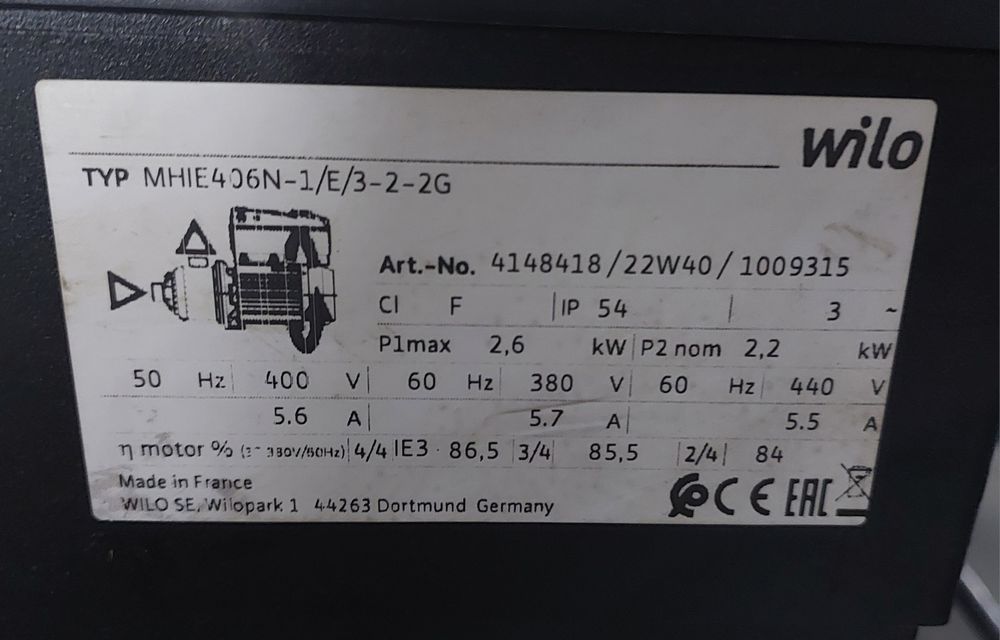 wilo
TYP MHIE406N-1/E/3-2-2G
Art.-No. 4148418/22W40/1009315
Cl F IP 54 3 ~
P1max 2,6 kW P2 nom 2,2 kW
50 Hz 400 V 60 Hz 380 V 60 Hz 440 V
5.6 A 5.7 A 5.5 A
η motor % (3~ 380V/60Hz) 4/4 IE3 86,5 3/4 85,5 2/4 84
Made in France
WILO SE, Wilopark 1 44263 Dortmund Germany
CE EAC